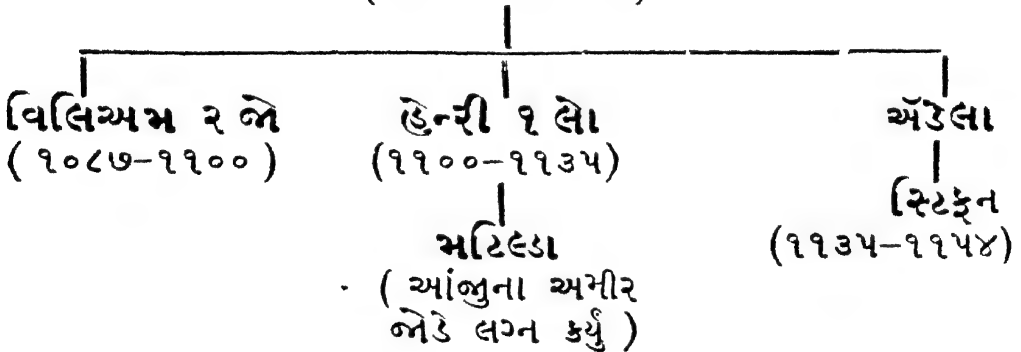 વિલિઅમ ૨ જો
(૧૦૮૭-૧૧૦૦)
હેન્રી ૧ લો
(૧૧૦૦-૧૧૩૫)
મટિલ્ડા
( આંજુના અમીર
જોડે લગ્ન કર્યું )
ઍડેલા
સ્ટિફન
(૧૧૩૫-૧૧૫૪)